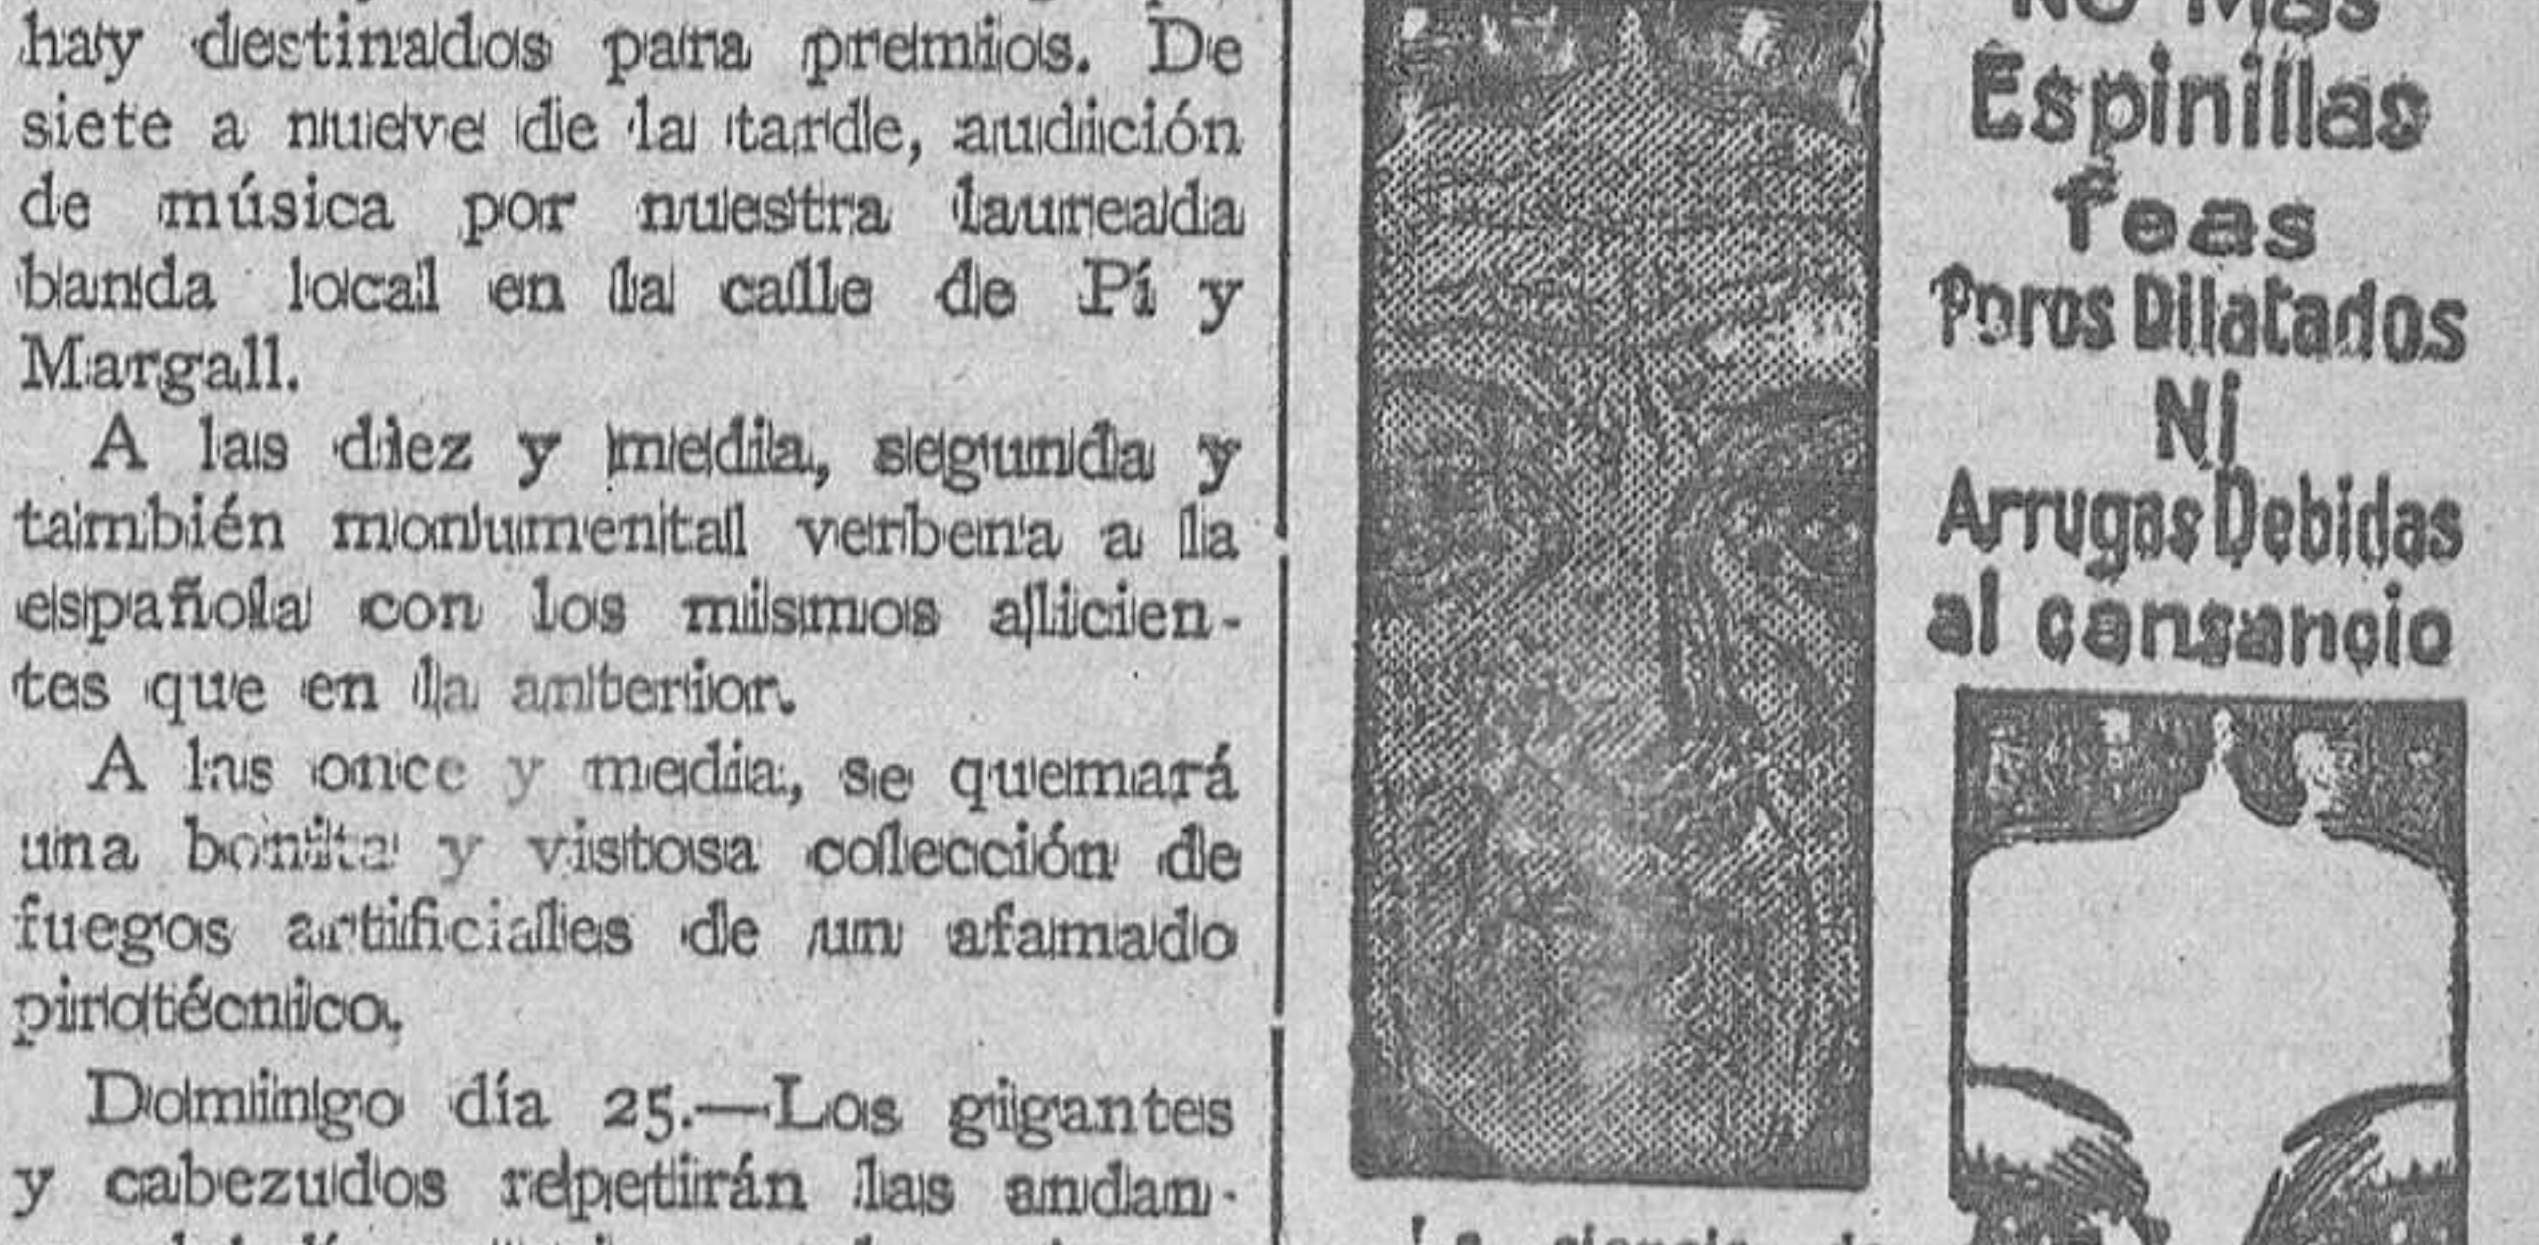 hay destinados para premios. De
siete a nueve de la tarde, audición
de música por nuestra laureada
banda local en la calle de Pí y
Margall.
A las diez y media, segunda y
también monumental verbena a la
española con los mismos alicien-
tes que en la anterior.
A las once y media, se quemará
una bonita y vistosa colección de
fuegos artificiales de un afamado
pirotécnico.
Domingo día 25.—Los gigantes
y cabezudos repetirán las andan-
No Más
Espinillas
feas
Poros Dilatados
Ni
Arrugas Debidas
al cansancio